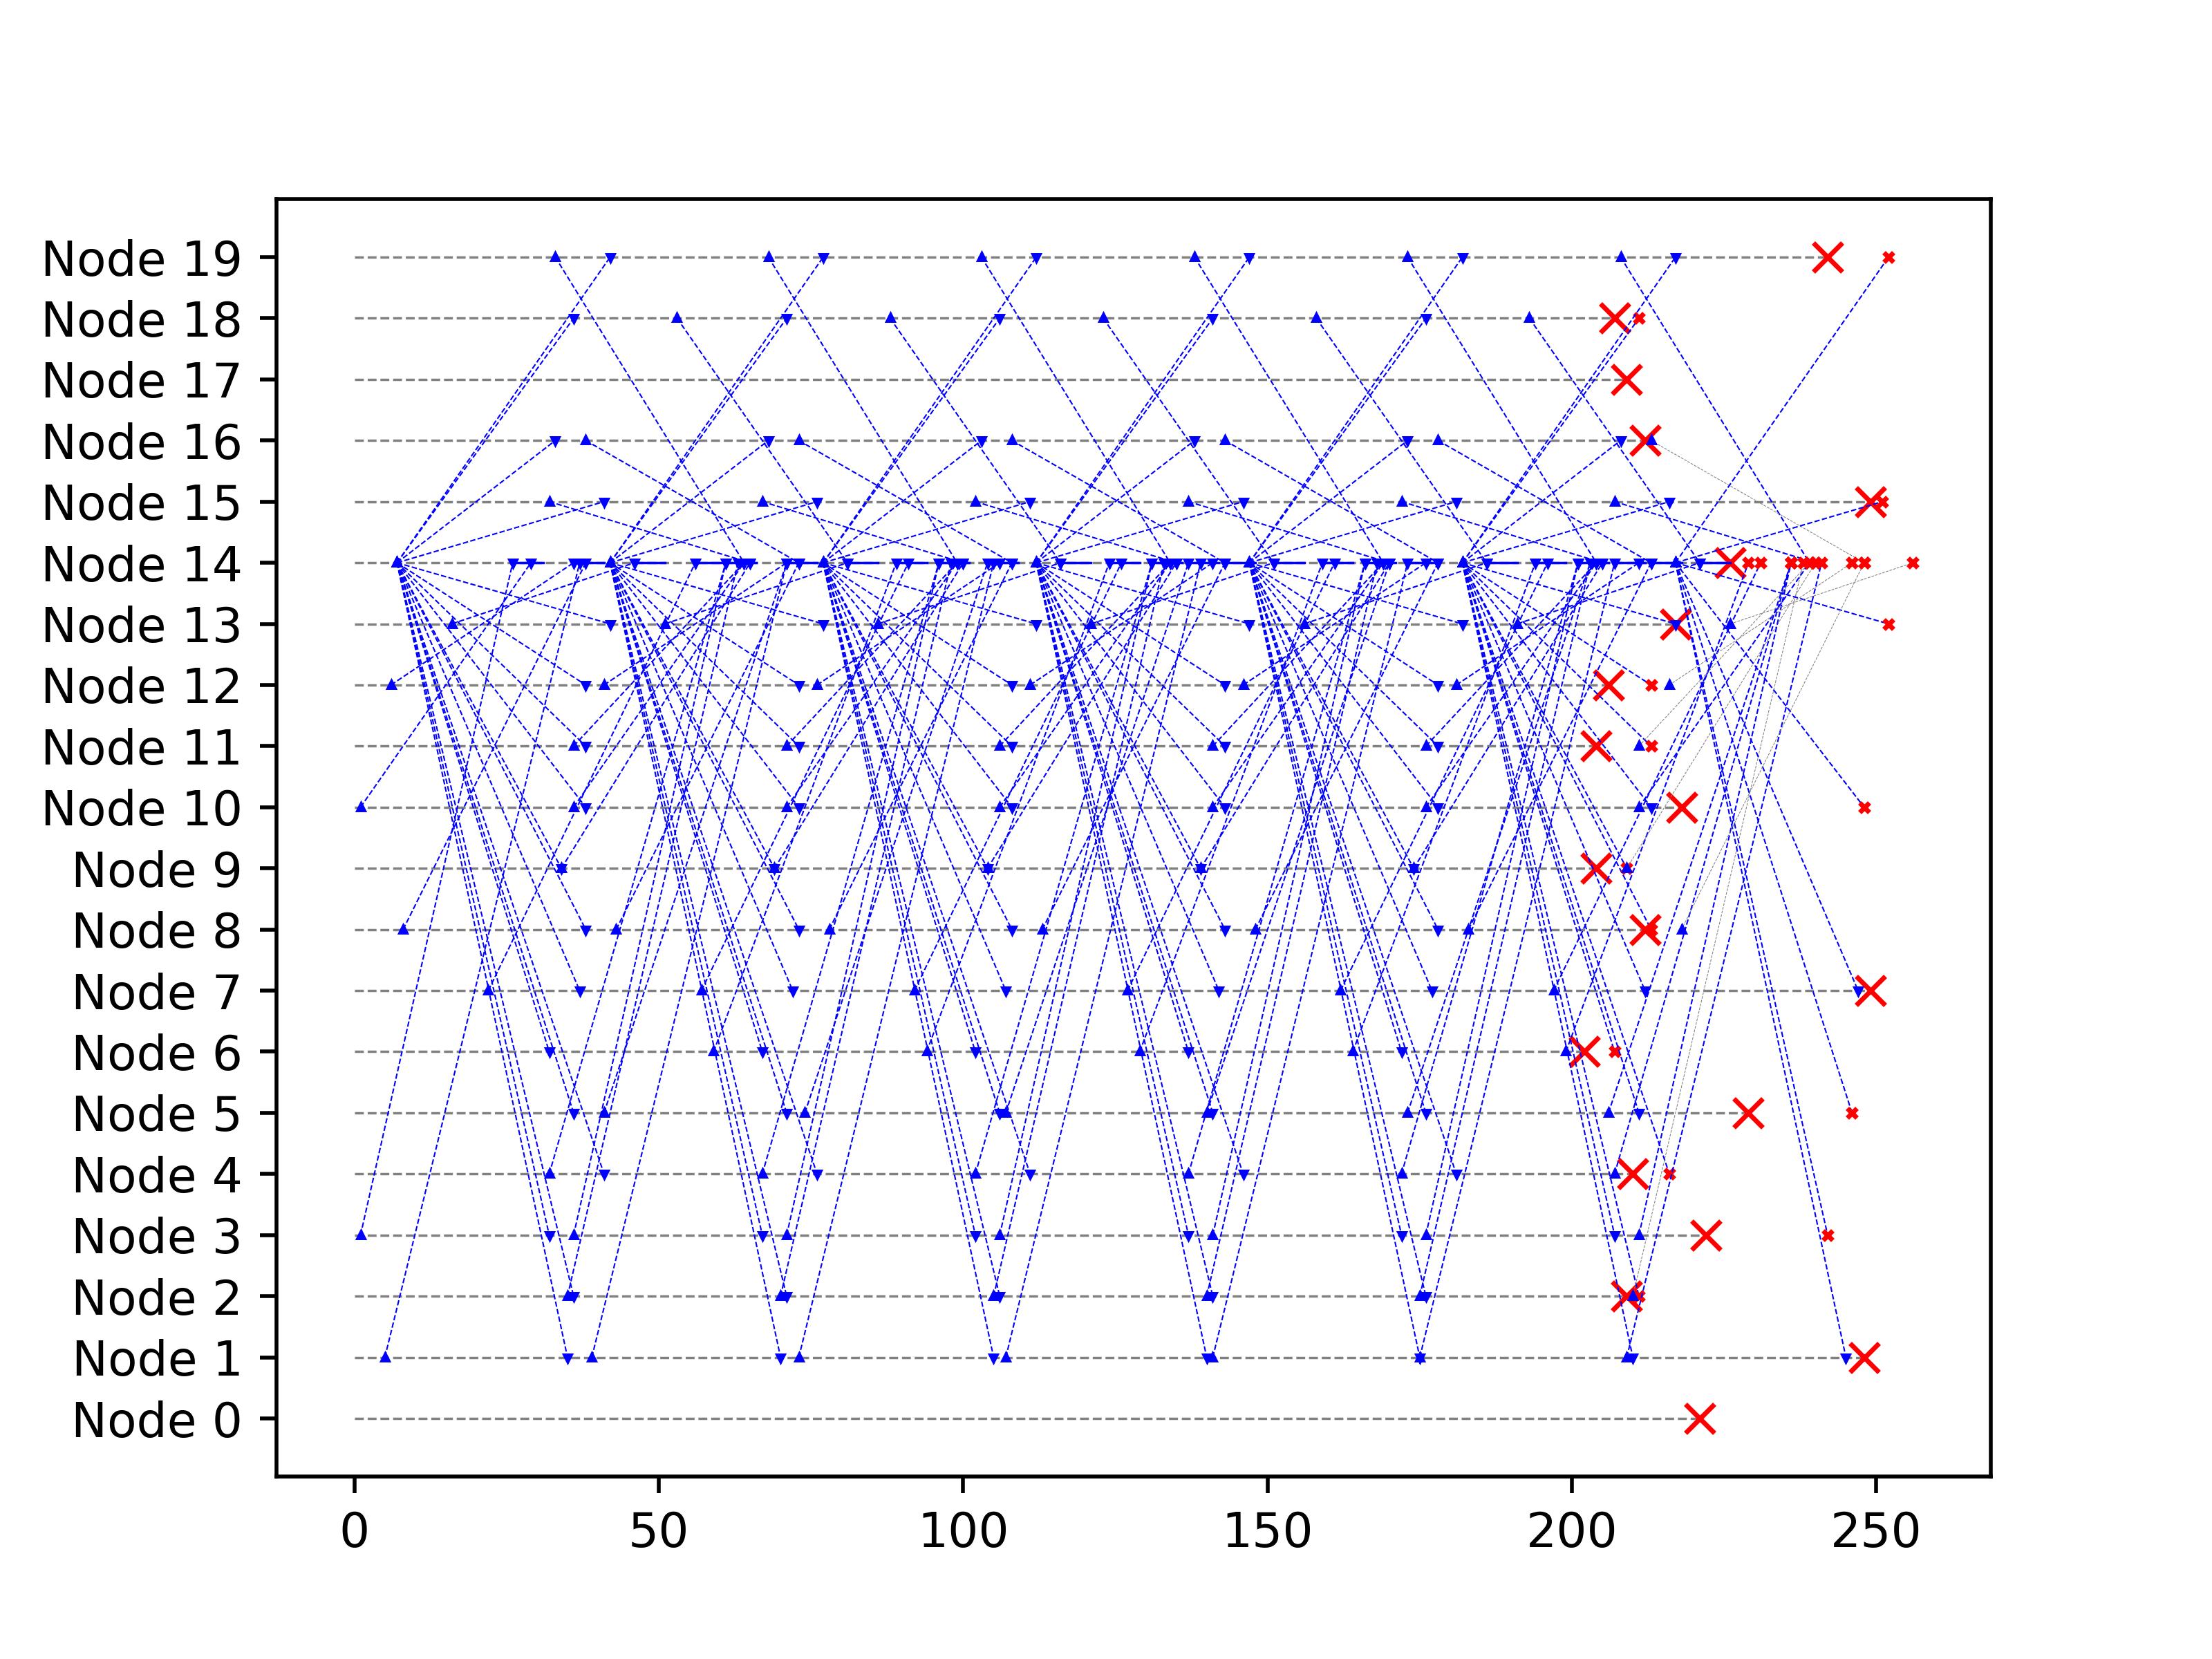 Node 19
Node 18
Node 17
Node 16
Node 15
Node 14
Node 13
Node 12
Node 11
Node 10
Node 9
Node 8
Node 7
Node 6
Node 5
Node 4
Node 3
Node 2
Node 1
Node 0
0 50 100 150 200 250